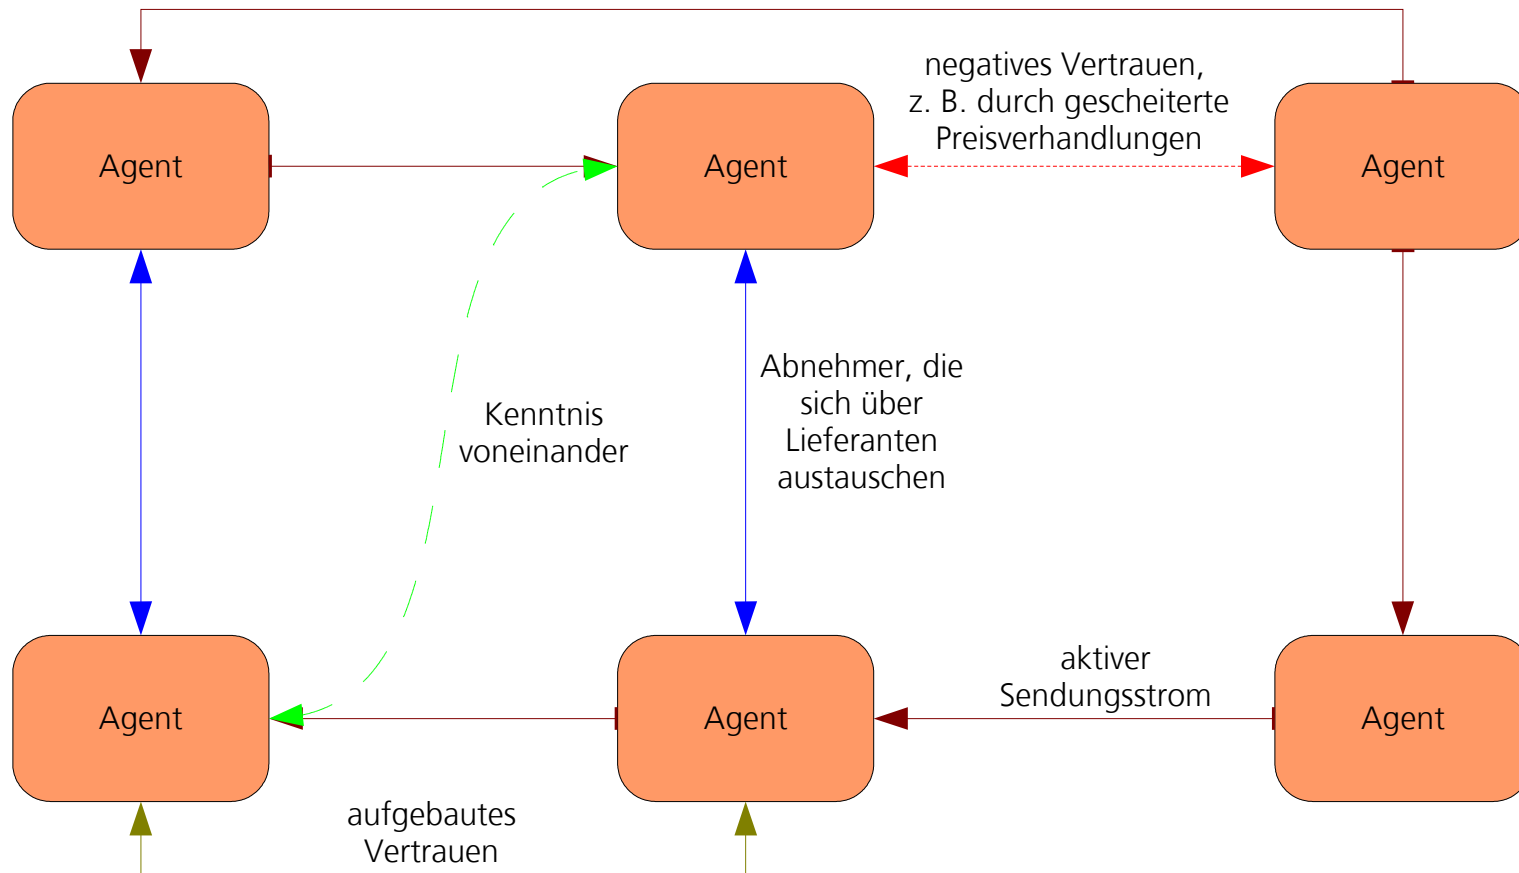 negatives Vertrauen,
z. B. durch gescheiterte
Preisverhandlungen
Agent
Agent
Agent
Abnehmer, die
sich über
Lieferanten
austauschen
Kenntnis
voneinander
aktiver
Sendungsstrom
Agent
Agent
Agent
aufgebautes
Vertrauen